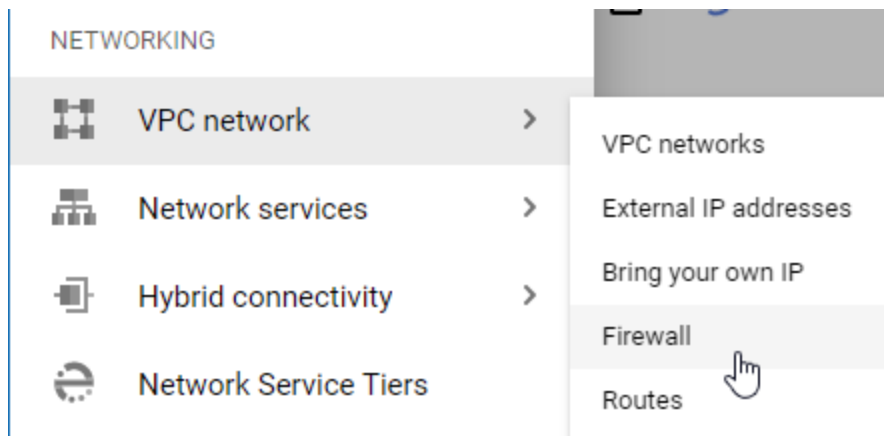 NETWORKING
VPC network
Network services
Hybrid connectivity
Network Service Tiers
VPC networks
External IP addresses
Bring your own IP
Firewall
Routes